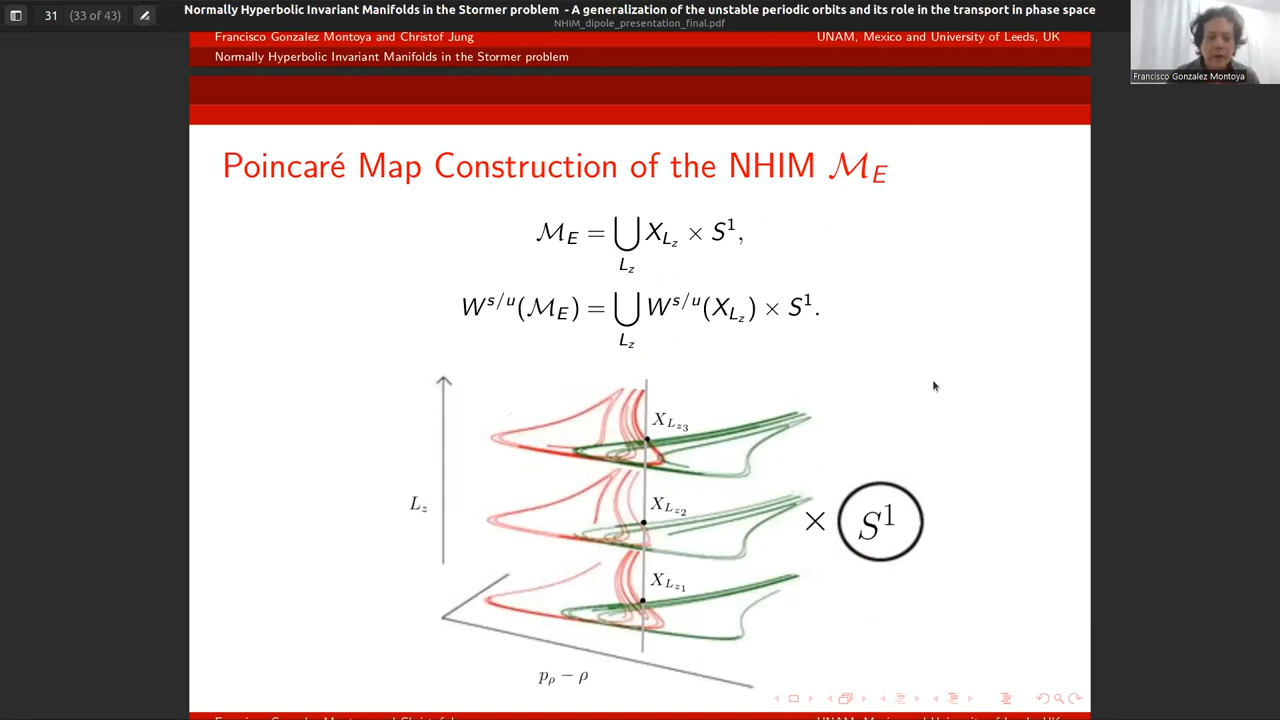 31 (33 of 43) Normally Hyperbolic Invariant Manifolds in the Stormer problem - A generalization of the unstable periodic orbits and its role in the transport in phase space
NHIM_dipole_presentation_final.pdf
Francisco Gonzalez Montoya and Christof Jung UNAM, Mexico and University of Leeds, UK
Normally Hyperbolic Invariant Manifolds in the Stormer problem
Francisco Gonzalez Montoya
Poincaré Map Construction of the NHIM ℳ_E
ℳ_E = ⋃_{L_z} X_{L_z} × S^1,
W^{s/u}(ℳ_E) = ⋃_{L_z} W^{s/u}(X_{L_z}) × S^1.
X_{L_{z_3}}
L_z
X_{L_{z_2}}
× S^1
X_{L_{z_1}}
p_ρ − ρ